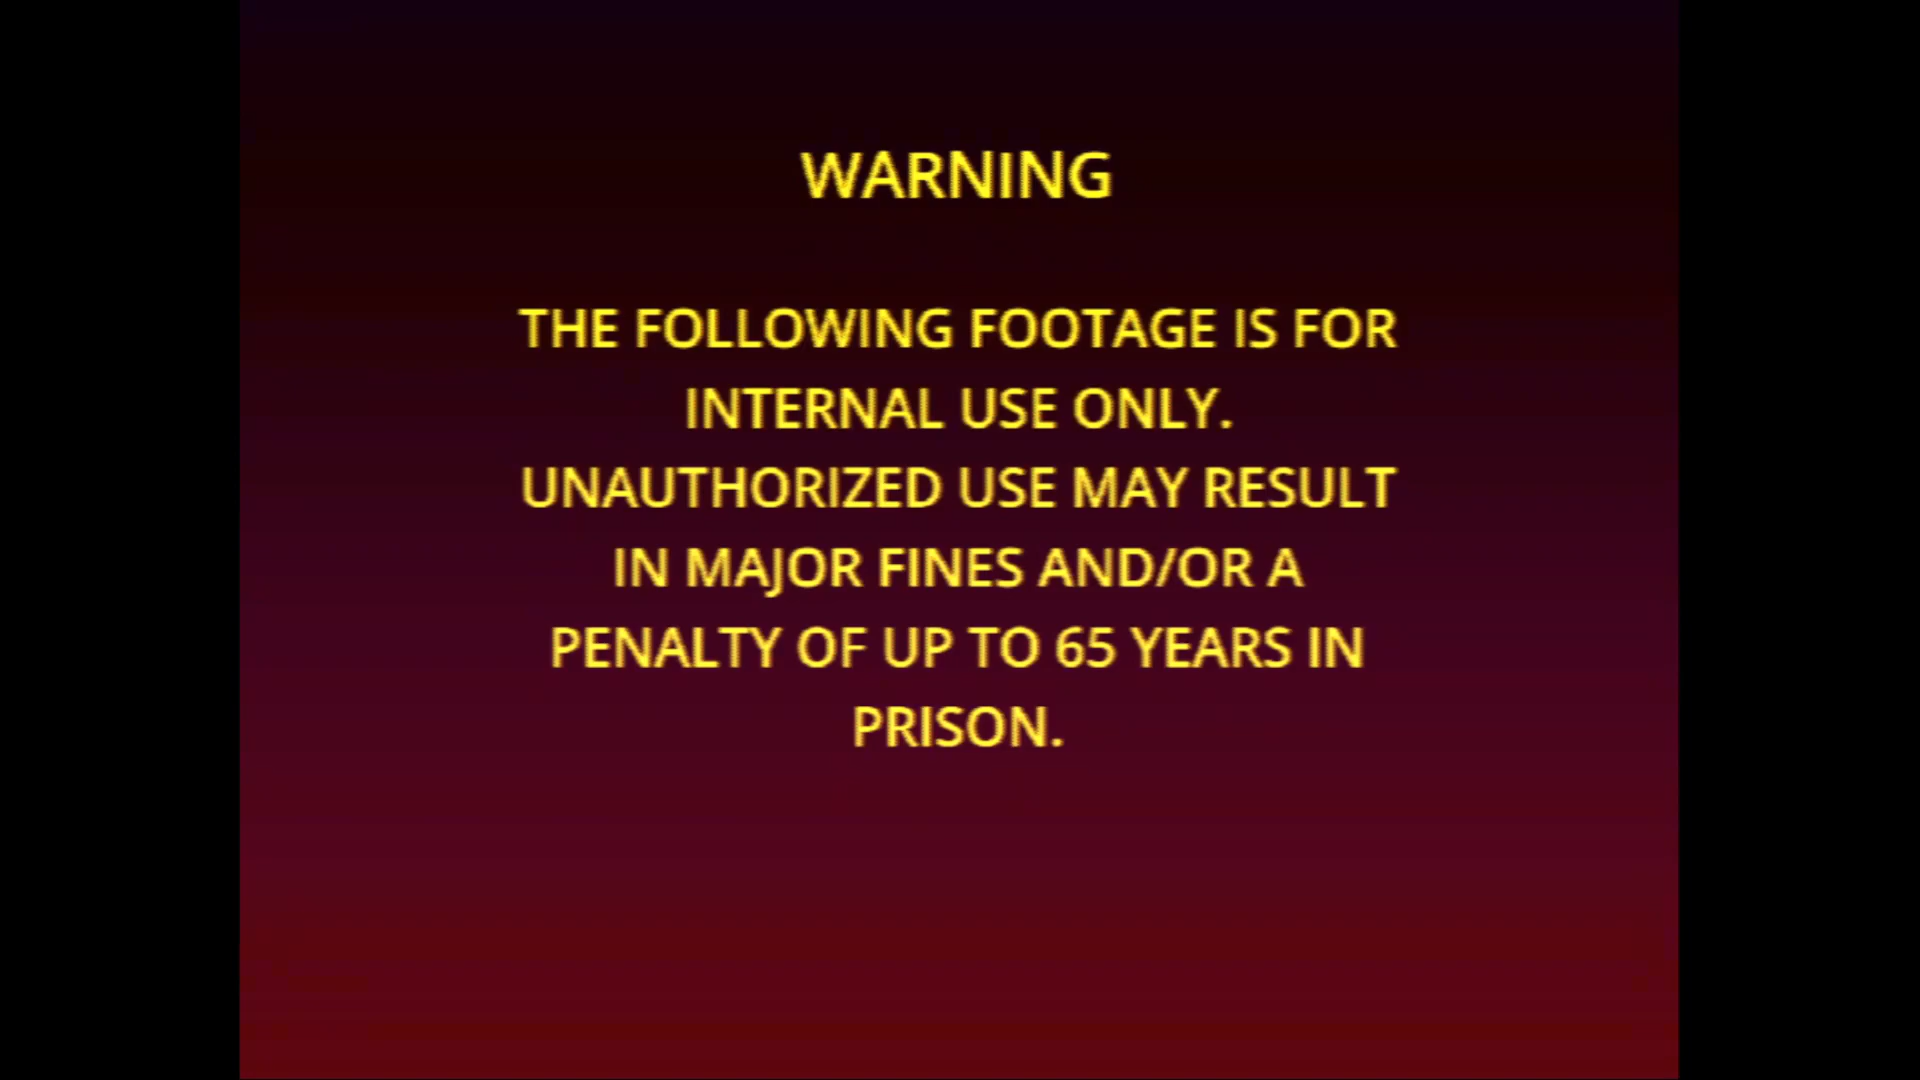 WARNING
THE FOLLOWING FOOTAGE IS FOR
INTERNAL USE ONLY.
UNAUTHORIZED USE MAY RESULT
IN MAJOR FINES AND/OR A
PENALTY OF UP TO 65 YEARS IN
PRISON.